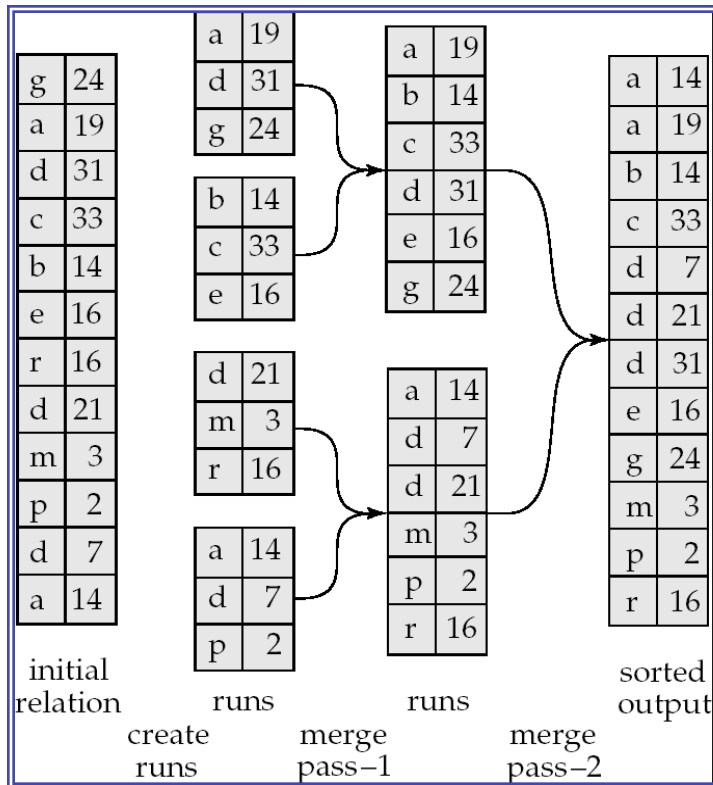 g 24
a 19
d 31
c 33
b 14
e 16
r 16
d 21
m 3
p 2
d 7
a 14
initial
relation
a 19
d 31
g 24
b 14
c 33
e 16
d 21
m 3
r 16
a 14
d 7
p 2
runs
a 19
b 14
c 33
d 31
e 16
g 24
a 14
d 7
d 21
m 3
p 2
r 16
runs
a 14
a 19
b 14
c 33
d 7
d 21
d 31
e 16
g 24
m 3
p 2
r 16
sorted
output
create
runs
merge
pass–1
merge
pass–2